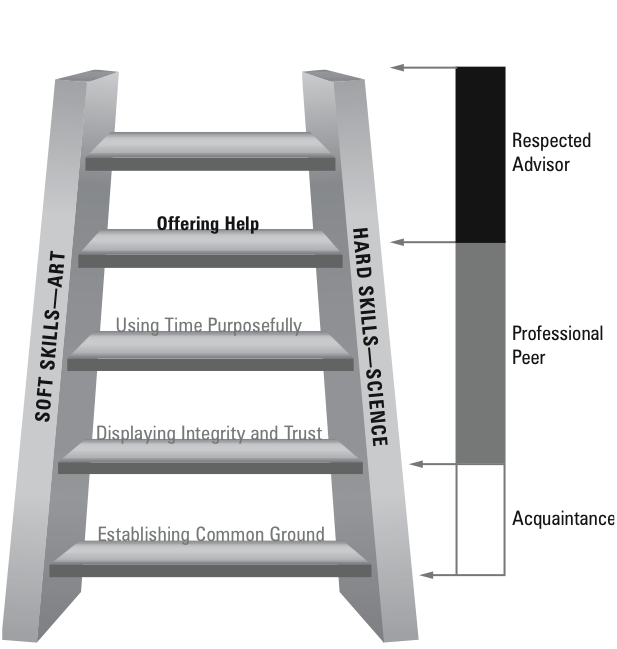 Respected
Advisor
Offering Help
SOFT SKILLS—ART
HARD SKILLS—SCIENCE
Using Time Purposefully
Professional
Peer
Displaying Integrity and Trust
Acquaintance
Establishing Common Ground